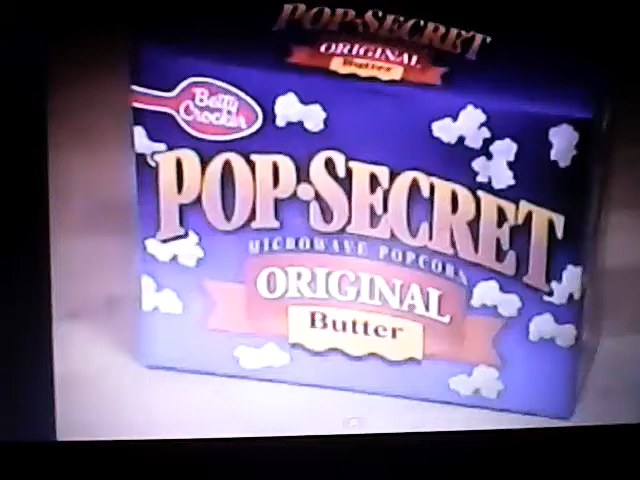 POP·SECRET
ORIGINAL
Butter
Betty
Crocker
POP·SECRET
MICROWAVE POPCORN
ORIGINAL
Butter